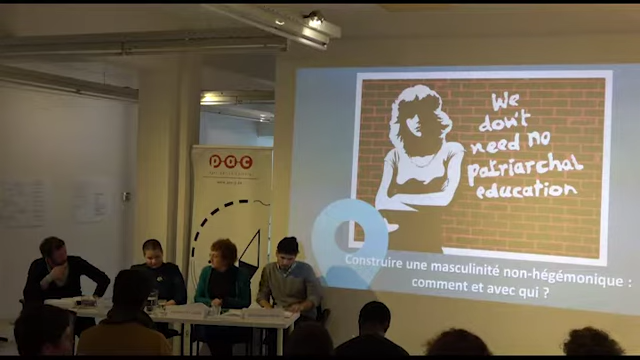 pac
We
don't
need no
patriarchal
education
L
Construire une masculinité non-hégémonique :
comment et avec qui ?